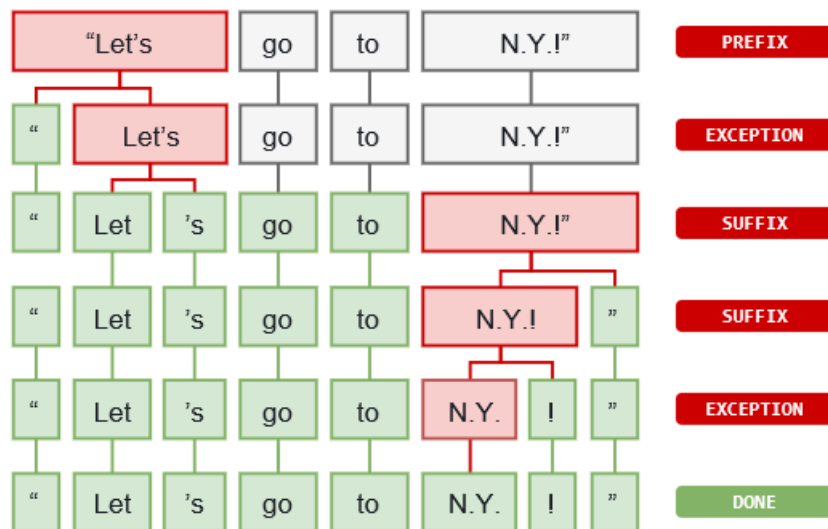 “Let’s go to N.Y.!” PREFIX
“ Let’s go to N.Y.!” EXCEPTION
“ Let ’s go to N.Y.!” SUFFIX
“ Let ’s go to N.Y.! ” SUFFIX
“ Let ’s go to N.Y. ! ” EXCEPTION
“ Let ’s go to N.Y. ! ” DONE